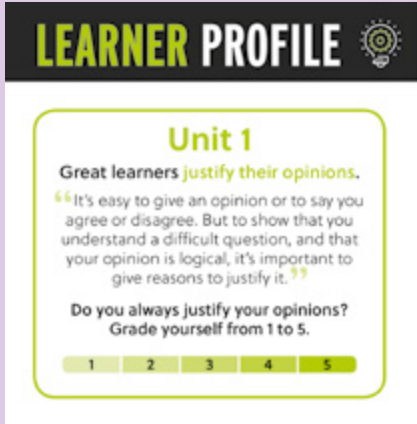 LEARNER PROFILE
Unit 1
Great learners justify their opinions.
“It's easy to give an opinion or to say you
agree or disagree. But to show that you
understand a difficult question, and that
your opinion is logical, it's important to
give reasons to justify it.”
Do you always justify your opinions?
Grade yourself from 1 to 5.
1 2 3 4 5